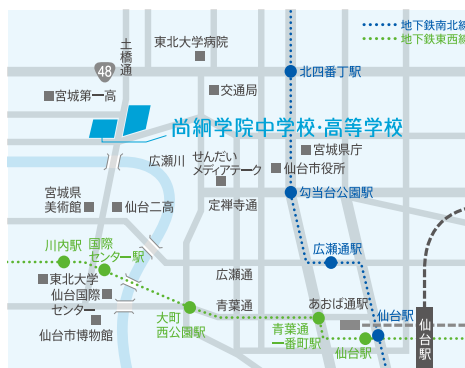 地下鉄南北線
地下鉄東西線
土橋通
東北大学病院
48
北四番丁駅
宮城第一高
交通局
尚絅学院中学校・高等学校
宮城県庁
広瀬川
せんだい
メディアテーク
仙台市役所
宮城県
美術館
仙台二高
定禅寺通
勾当台公園駅
川内駅
国際
センター駅
広瀬通駅
東北大学
広瀬通
仙台国際
センター
青葉通
あおば通駅
大町
西公園駅
青葉通
一番町駅
仙台駅
仙台駅
仙台市博物館
仙台駅